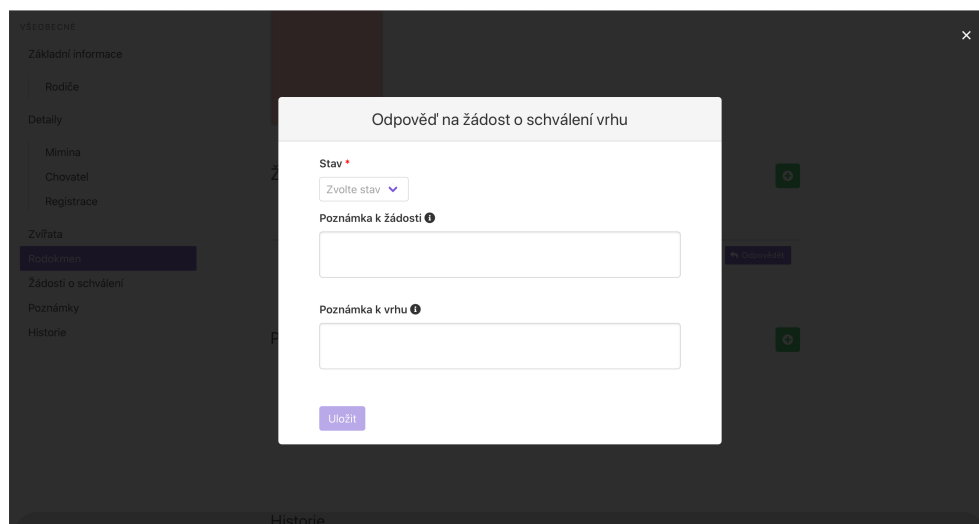 VŠEOBECNÉ
Základní informace
Rodiče
Detaily
Mimina
Chovatel
Registrace
Zvířata
Rodokmen
Žádosti o schválení
Poznámky
Historie
Odpověď na žádost o schválení vrhu
Stav *
Zvolte stav
Poznámka k žádosti
Poznámka k vrhu
Uložit
Odpovědět
Historie